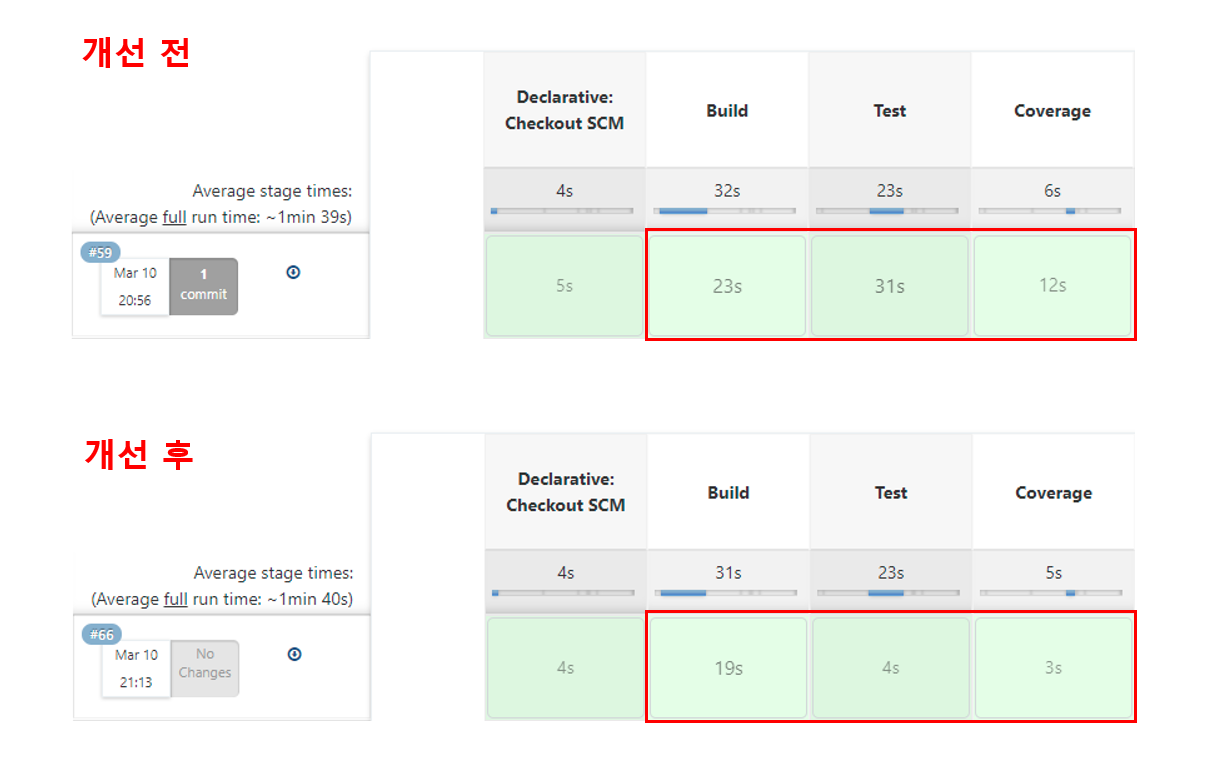 개선 전
Declarative:
Checkout SCM
Build
Test
Coverage
Average stage times:
(Average full run time: ~1min 39s)
4s
32s
23s
6s
#59
Mar 10
20:56
1
commit
5s
23s
31s
12s
개선 후
Declarative:
Checkout SCM
Build
Test
Coverage
Average stage times:
(Average full run time: ~1min 40s)
4s
31s
23s
5s
#66
Mar 10
21:13
No
Changes
4s
19s
4s
3s